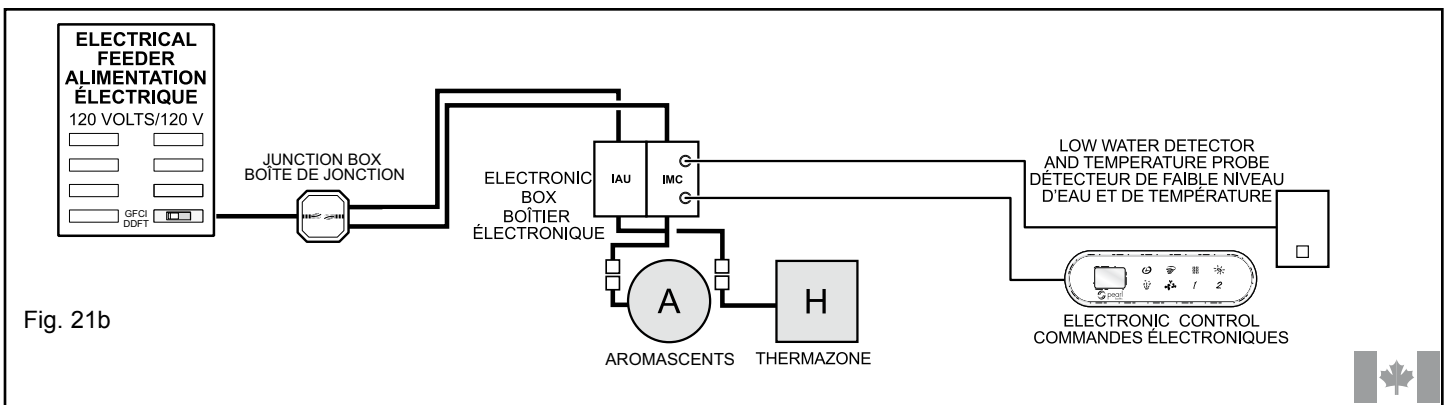 ELECTRICAL
FEEDER
ALIMENTATION
ÉLECTRIQUE
120 VOLTS/120 V
GFCI
DDFT
JUNCTION BOX
BOÎTE DE JONCTION
ELECTRONIC
BOX
BOÎTIER
ÉLECTRONIQUE
IAU
IMC
LOW WATER DETECTOR
AND TEMPERATURE PROBE
DÉTECTEUR DE FAIBLE NIVEAU
D'EAU ET DE TEMPÉRATURE
pearl
1
2
ELECTRONIC CONTROL
COMMANDES ÉLECTRONIQUES
A
AROMASCENTS
H
THERMAZONE
Fig. 21b